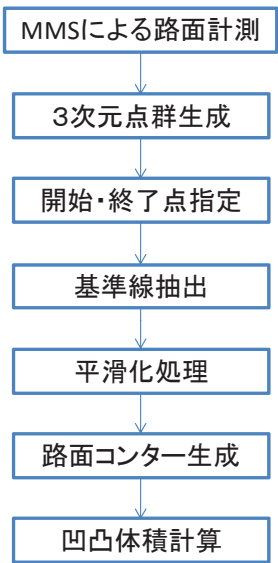 MMSによる路面計測
３次元点群生成
開始・終了点指定
基準線抽出
平滑化処理
路面コンター生成
凹凸体積計算